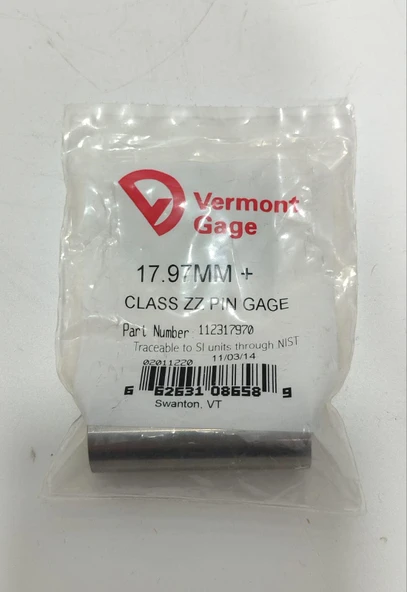 Vermont
Gage
17.97MM +
CLASS ZZ PIN GAGE
Part Number 112317970
Traceable to SI units through NIST
02011220 11/03/14
6 62631 08658 9
Swanton, VT